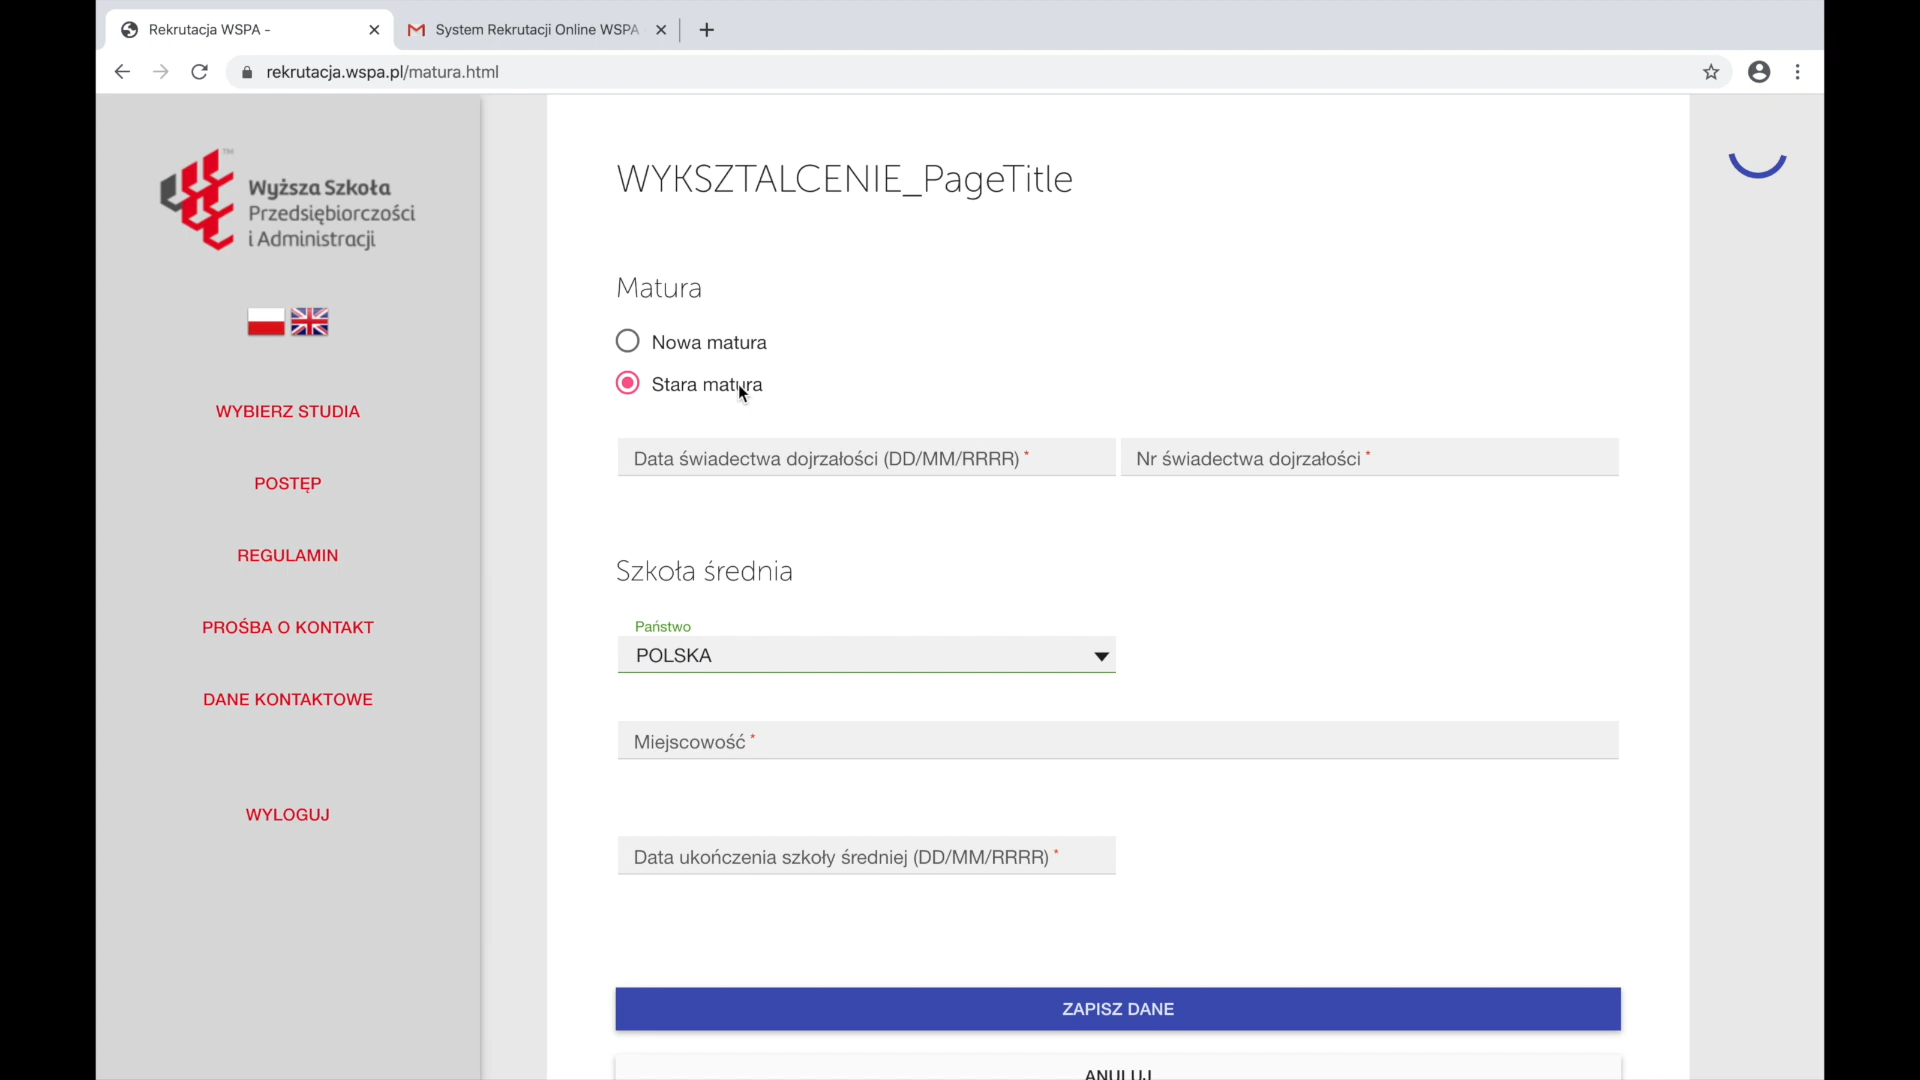 Rekrutacja WSPA -
System Rekrutacji Online WSPA
rekrutacja.wspa.pl/matura.html
TM
Wyższa Szkoła
Przedsiębiorczości
i Administracji
WYBIERZ STUDIA
POSTĘP
REGULAMIN
PROŚBA O KONTAKT
DANE KONTAKTOWE
WYLOGUJ
WYKSZTALCENIE_PageTitle
Matura
Nowa matura
Stara matura
Data świadectwa dojrzałości (DD/MM/RRRR) *
Nr świadectwa dojrzałości *
Szkoła średnia
Państwo
POLSKA
Miejscowość *
Data ukończenia szkoły średniej (DD/MM/RRRR) *
ZAPISZ DANE
ANULUJ